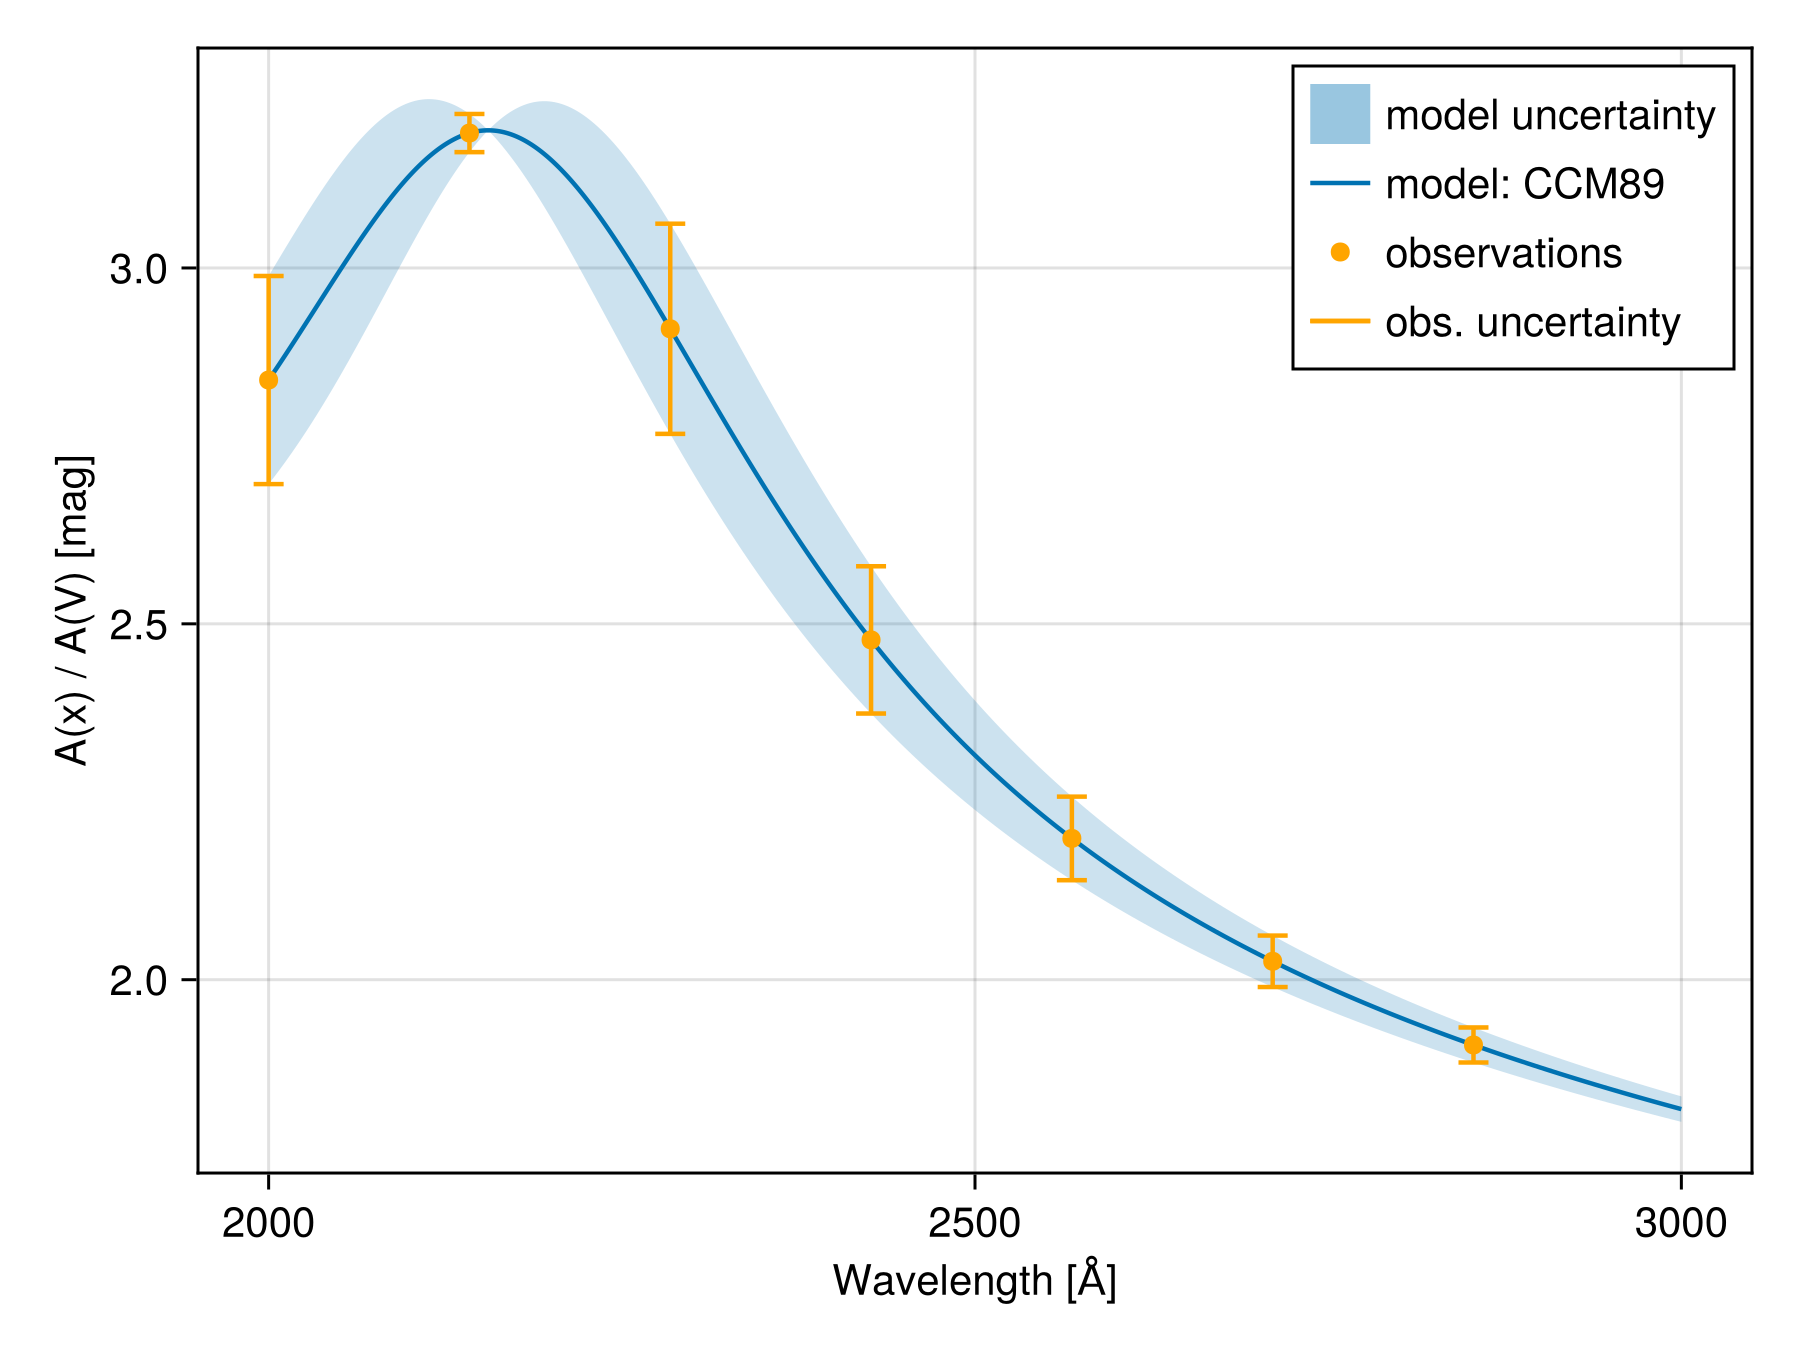 model uncertainty
model: CCM89
observations
obs. uncertainty
A(x) / A(V) [mag]
3.0
2.5
2.0
2000
2500
3000
Wavelength [Å]